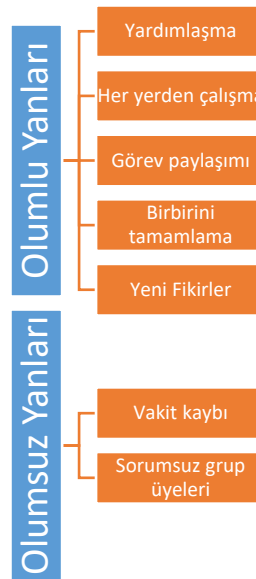 Olumlu Yanları
Yardımlaşma
Her yerden çalışma
Görev paylaşımı
Birbirini
tamamlama
Yeni Fikirler
Olumsuz Yanları
Vakit kaybı
Sorumsuz grup
üyeleri